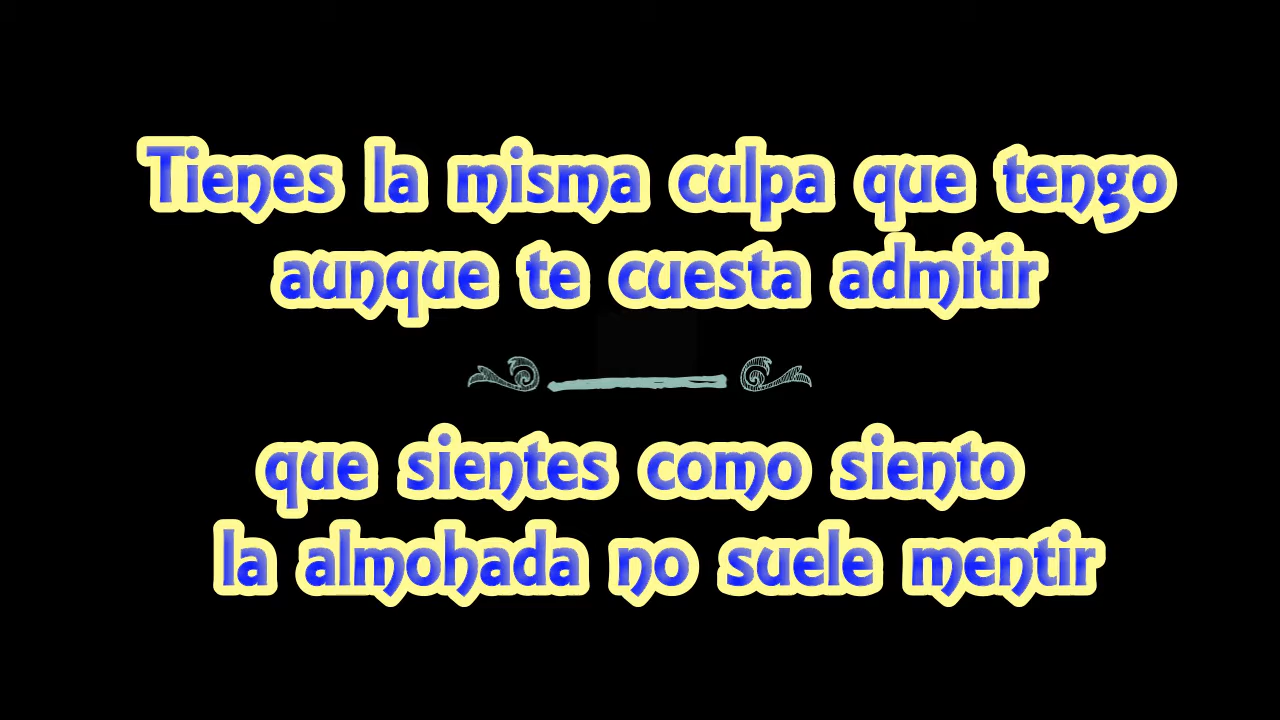 Tienes la misma culpa que tengo
aunque te cuesta admitir
que sientes como siento
la almohada no suele mentir